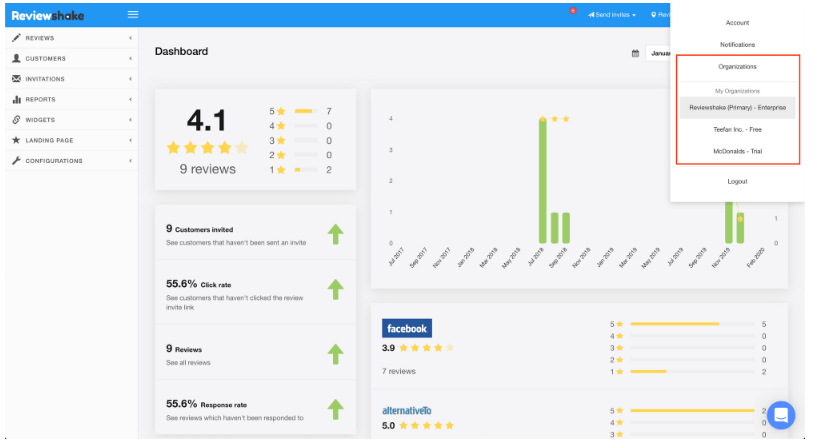 Reviewshake
Send Invites
Account
Notifications
Organizations
My Organizations
Reviewshake (Primary) - Enterprise
Teefan Inc. - Free
McDonalds - Trial
Logout
REVIEWS
CUSTOMERS
INVITATIONS
REPORTS
WIDGETS
LANDING PAGE
CONFIGURATIONS
Dashboard
4.1
9 reviews
5 7
4 0
3 0
2 0
1 2
4
3
2
1 1
0 0
Jul 2017
Sep 2017
Nov 2017
Jan 2018
Mar 2018
May 2018
Jul 2018
Sep 2018
Nov 2018
Jan 2019
Mar 2019
May 2019
Jul 2019
Sep 2019
Nov 2019
Feb 2020
9 Customers invited
See customers that haven't been sent an invite
55.6% Click rate
See customers that haven't clicked the review
invite link
9 Reviews
See all reviews
55.6% Response rate
See reviews which haven't been responded to
facebook
3.9
7 reviews
5 5
4 0
3 0
2 0
1 2
alternativeTo
5.0
5 2
4 0
3 0